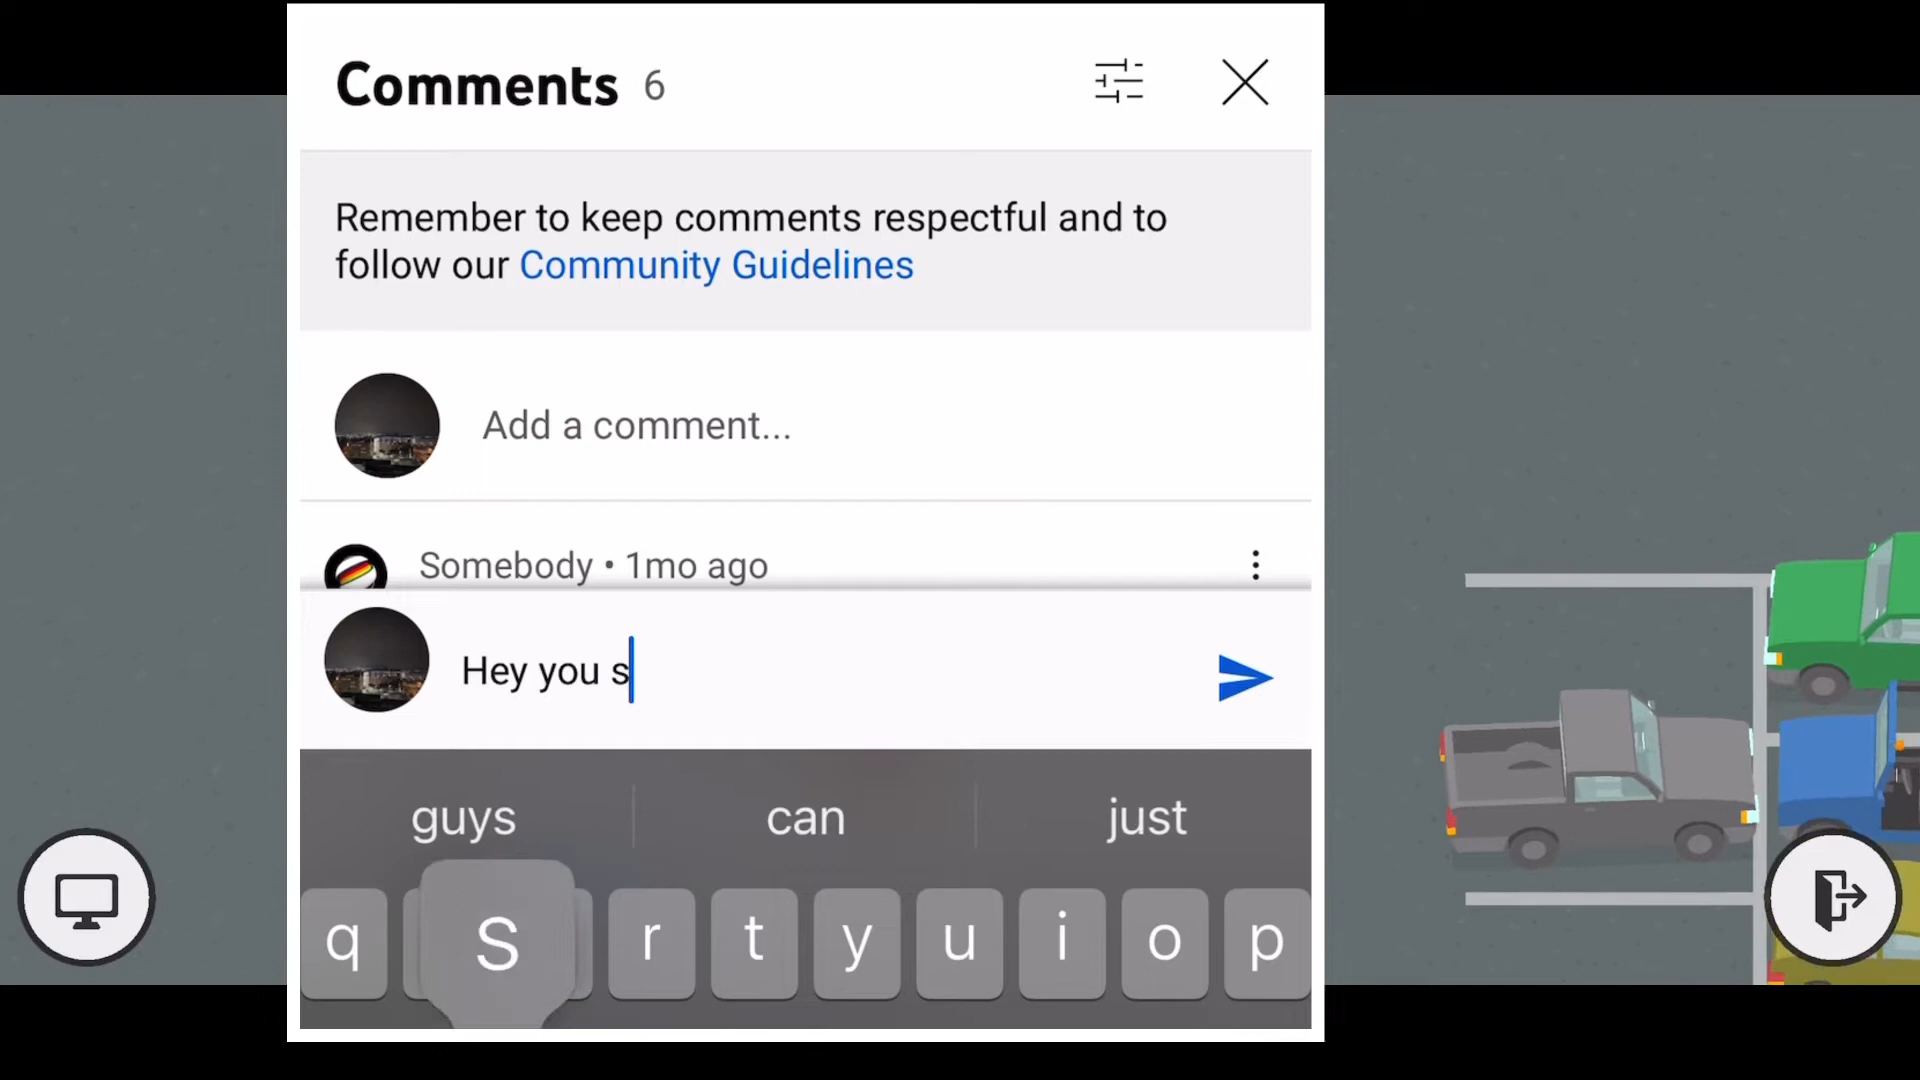 Comments 6
Remember to keep comments respectful and to
follow our Community Guidelines
Add a comment...
Somebody • 1mo ago
Hey you s
guys can just
q S r t y u i o p